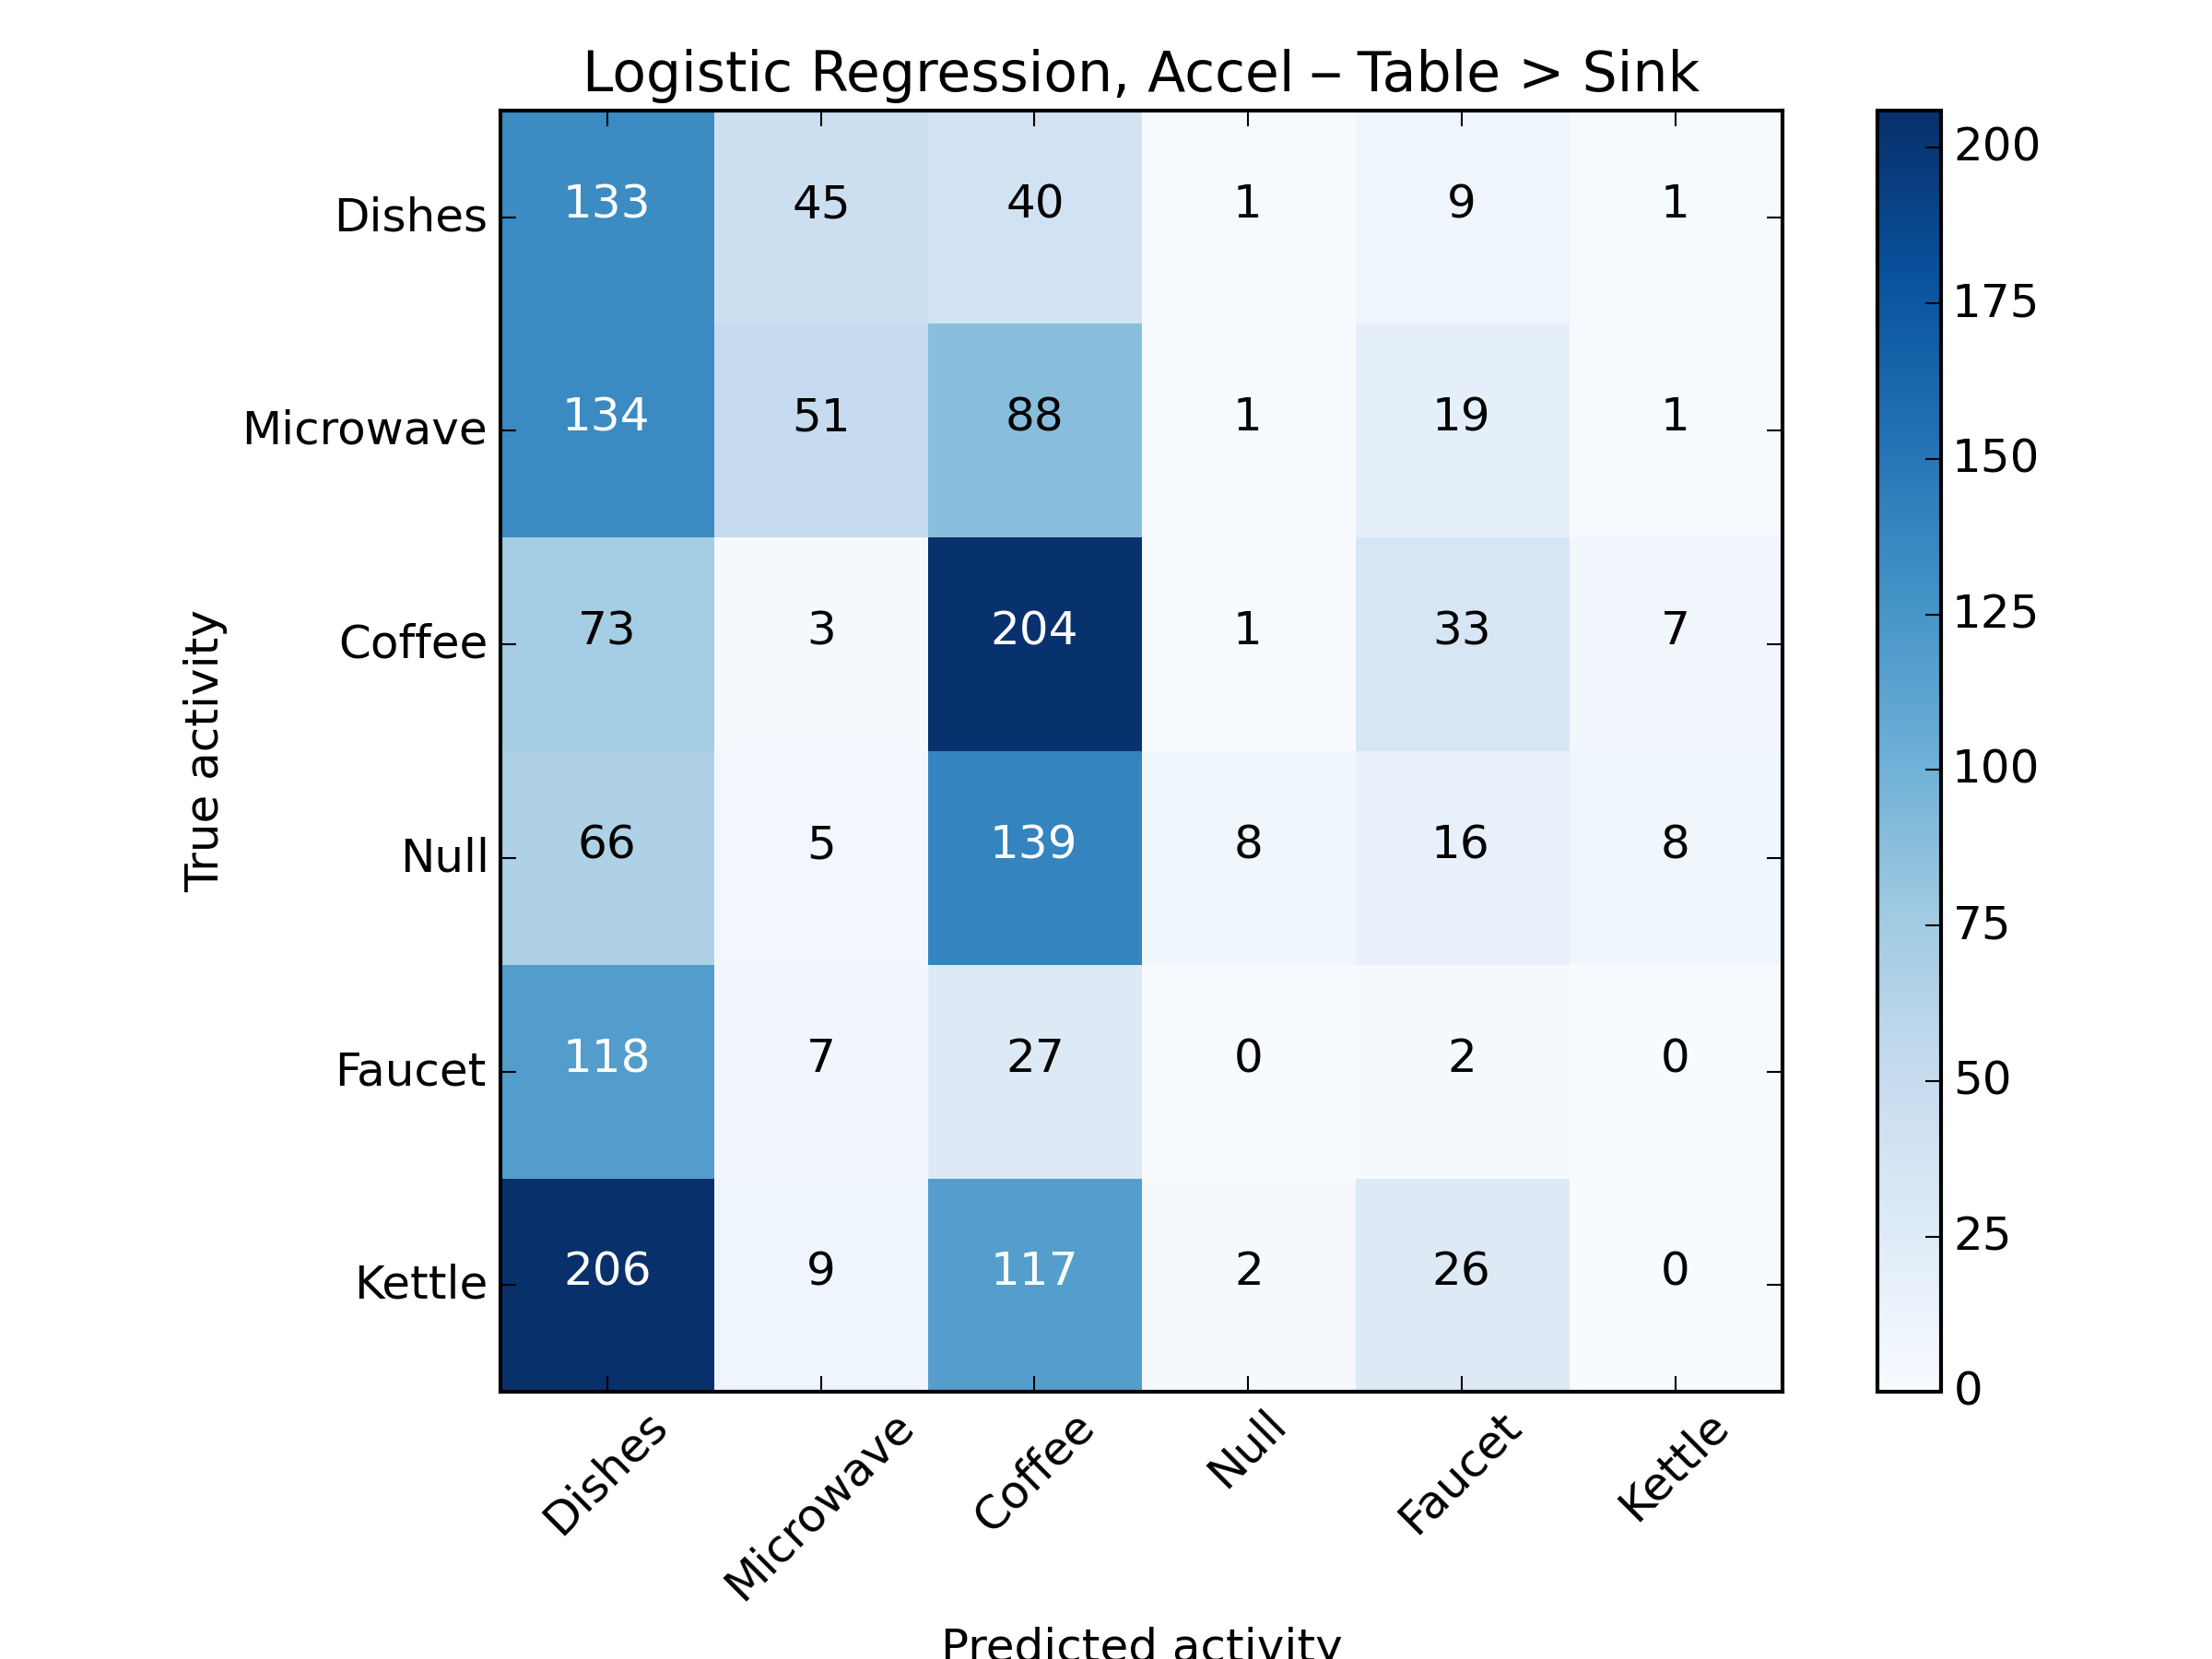 Logistic Regression, Accel – Table > Sink
Dishes 133 45 40 1 9 1
Microwave 134 51 88 1 19 1
Coffee 73 3 204 1 33 7
Null 66 5 139 8 16 8
Faucet 118 7 27 0 2 0
Kettle 206 9 117 2 26 0
True activity
Dishes Microwave Coffee Null Faucet Kettle
Predicted activity
200
175
150
125
100
75
50
25
0